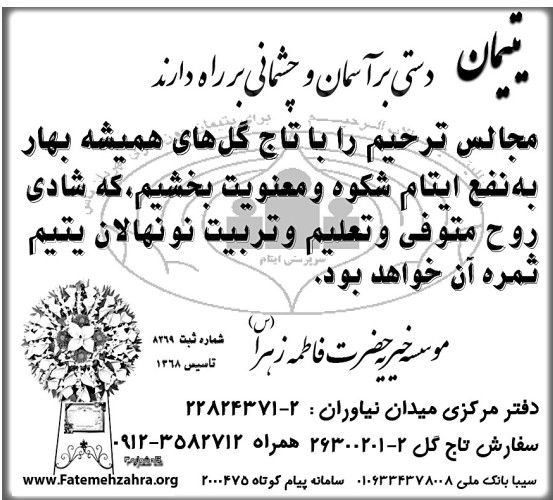 یتیمان دستی بر آسمان و چشمانی بر راه دارند
مجالس ترحیم را با تاج گل‌های همیشه بهار
به‌نفع ایتام شکوه و معنویت بخشیم، که شادی
روح متوفی و تعلیم و تربیت نونهالان یتیم
ثمره آن خواهد بود.
سرپرستی ایتام
موسسه خیریه حضرت فاطمه زهرا (س)
شماره ثبت ۸۲۶۹
تاسیس ۱۳۶۸
دفتر مرکزی میدان نیاوران : ۲-۲۲۸۲۴۳۷۱
سفارش تاج گل ۲-۲۶۳۰۰۲۰۱ همراه ۳۵۸۲۷۱۲-۰۹۱۲
سیبا بانک ملی ۰۱۰۶۳۳۴۳۷۸۰۰۸ سامانه پیام کوتاه ۲۰۰۰۴۷۵ www.Fatemehzahra.org